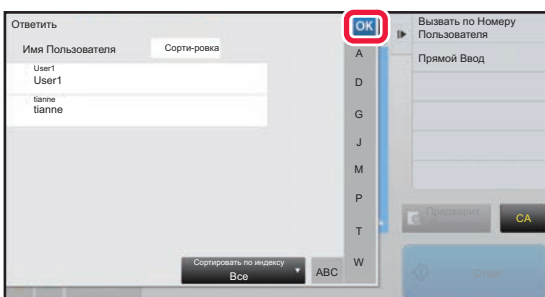 Ответить
OK
Имя Пользователя
Сорти-ровка
User1
User1
tianne
tianne
A
D
G
J
M
P
T
W
Сортировать по индексу
Все
ABC
Вызвать по Номеру
Пользователя
Прямой Ввод
Предварит.
CA
Старт